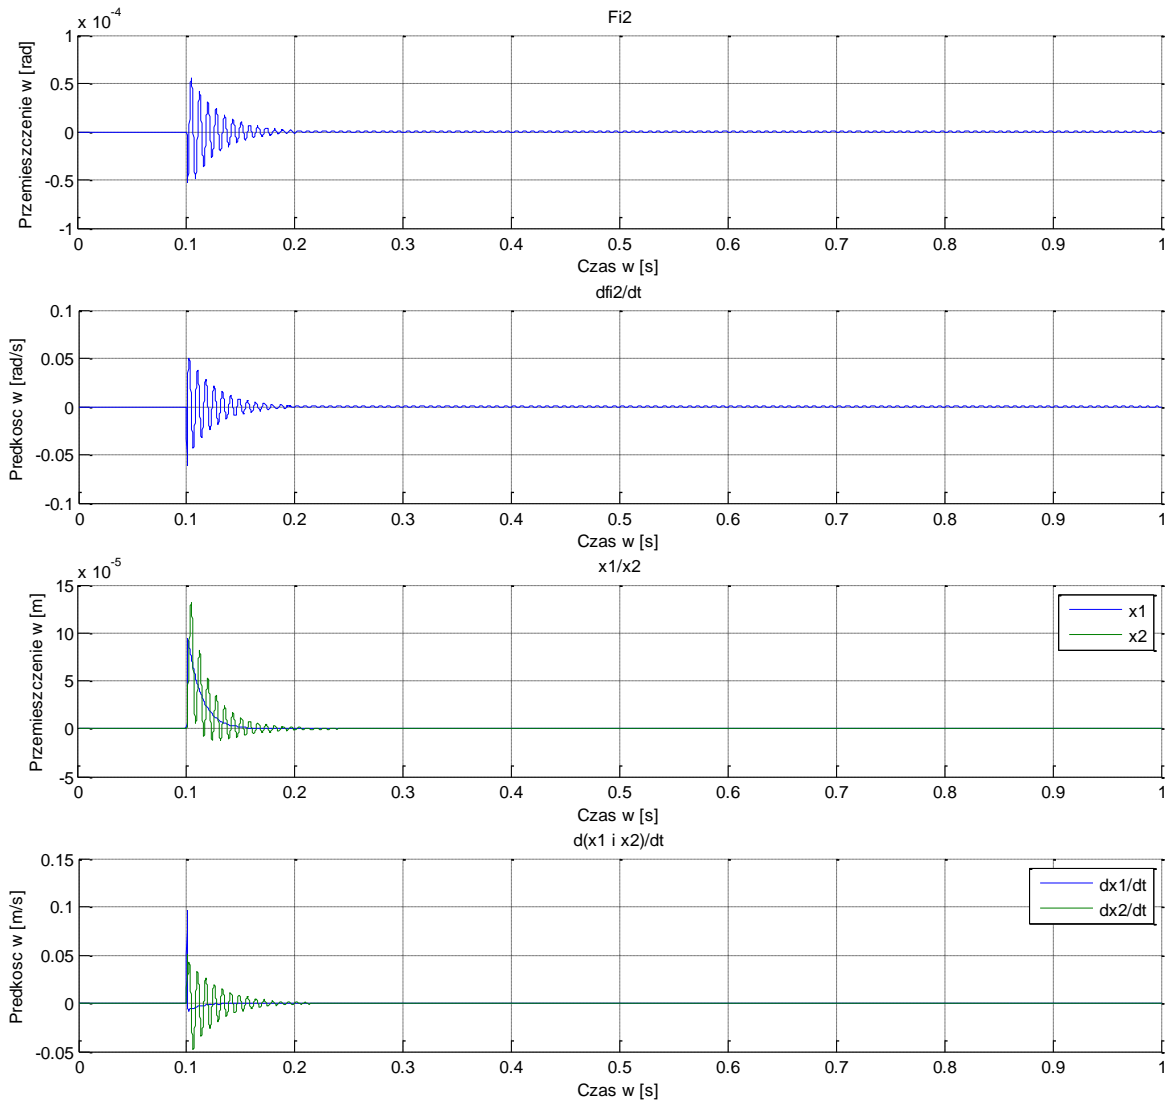 Fi2
x 10^-4
Przemieszczenie w [rad]
1
0.5
0
-0.5
-1
0 0.1 0.2 0.3 0.4 0.5 0.6 0.7 0.8 0.9 1
Czas w [s]
dfi2/dt
Predkosc w [rad/s]
0.1
0.05
0
-0.05
-0.1
0 0.1 0.2 0.3 0.4 0.5 0.6 0.7 0.8 0.9 1
Czas w [s]
x1/x2
x 10^-5
Przemieszczenie w [m]
15
10
5
0
-5
x1
x2
0 0.1 0.2 0.3 0.4 0.5 0.6 0.7 0.8 0.9 1
Czas w [s]
d(x1 i x2)/dt
Predkosc w [m/s]
0.15
0.1
0.05
0
-0.05
dx1/dt
dx2/dt
0 0.1 0.2 0.3 0.4 0.5 0.6 0.7 0.8 0.9 1
Czas w [s]